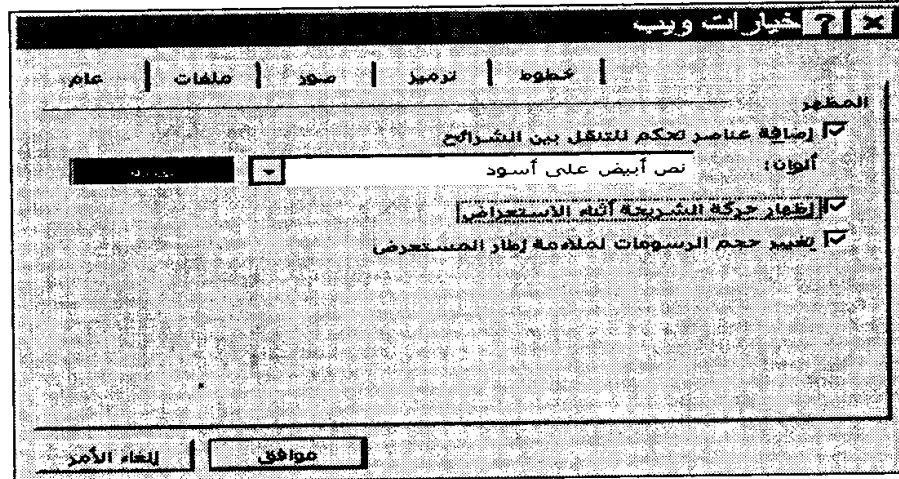 خيارات ويب
خطوط ترميز صور ملفات عام
المظهر
إضافة عناصر تحكم للتنقل بين الشرائح
ألوان: نص أبيض على أسود
إظهار حركة الشريحة أثناء الاستعراض
تغيير حجم الرسومات لملاءمة إطار المستعرض
موافق إلغاء الأمر